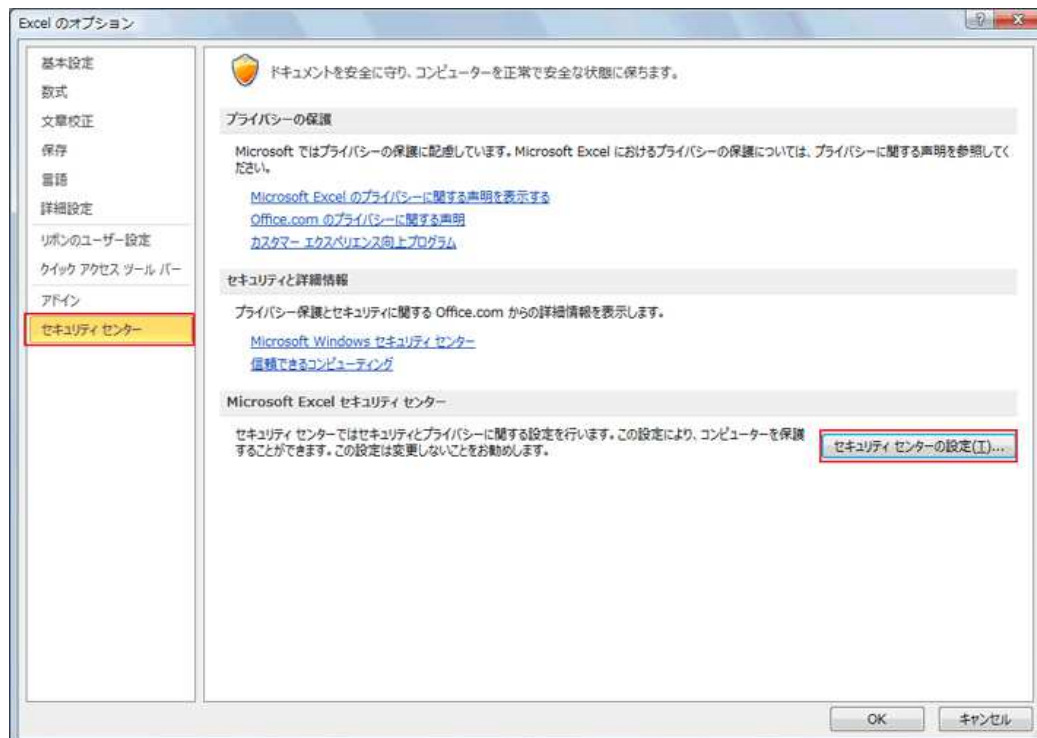 Excel のオプション
基本設定
数式
文章校正
保存
言語
詳細設定
リボンのユーザー設定
クイック アクセス ツール バー
アドイン
セキュリティ センター
ドキュメントを安全に守り、コンピューターを正常で安全な状態に保ちます。
プライバシーの保護
Microsoft ではプライバシーの保護に配慮しています。Microsoft Excel におけるプライバシーの保護については、プライバシーに関する声明を参照してく
ださい。
Microsoft Excel のプライバシーに関する声明を表示する
Office.com のプライバシーに関する声明
カスタマー エクスペリエンス向上プログラム
セキュリティと詳細情報
プライバシー保護とセキュリティに関する Office.com からの詳細情報を表示します。
Microsoft Windows セキュリティ センター
信頼できるコンピューティング
Microsoft Excel セキュリティ センター
セキュリティ センターではセキュリティとプライバシーに関する設定を行います。この設定により、コンピューターを保護
することができます。この設定は変更しないことをお勧めします。
セキュリティ センターの設定(T)...
OK
キャンセル